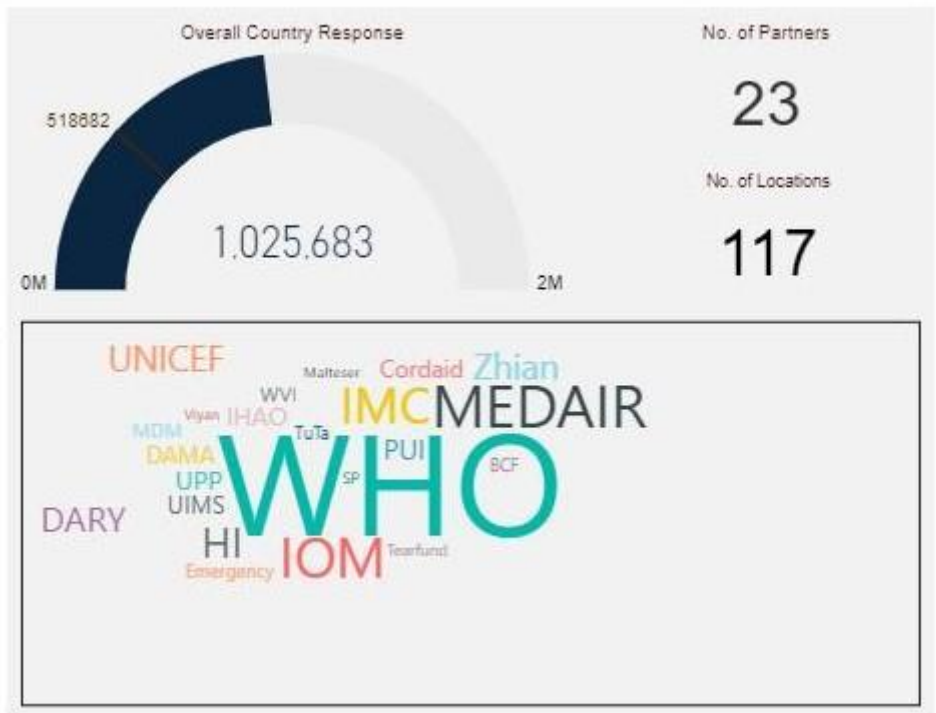 Overall Country Response
No. of Partners
23
518682
1.025.683
0M
2M
No. of Locations
117
UNICEF
Malteser
Cordaid
Zhian
WVI
IMC
MEDAIR
Viyan
IHAO
MDM
TuTa
DAMA
PUI
WHO
BCF
UPP
SP
UIMS
DARY
HI
IOM
Tearfund
Emergency